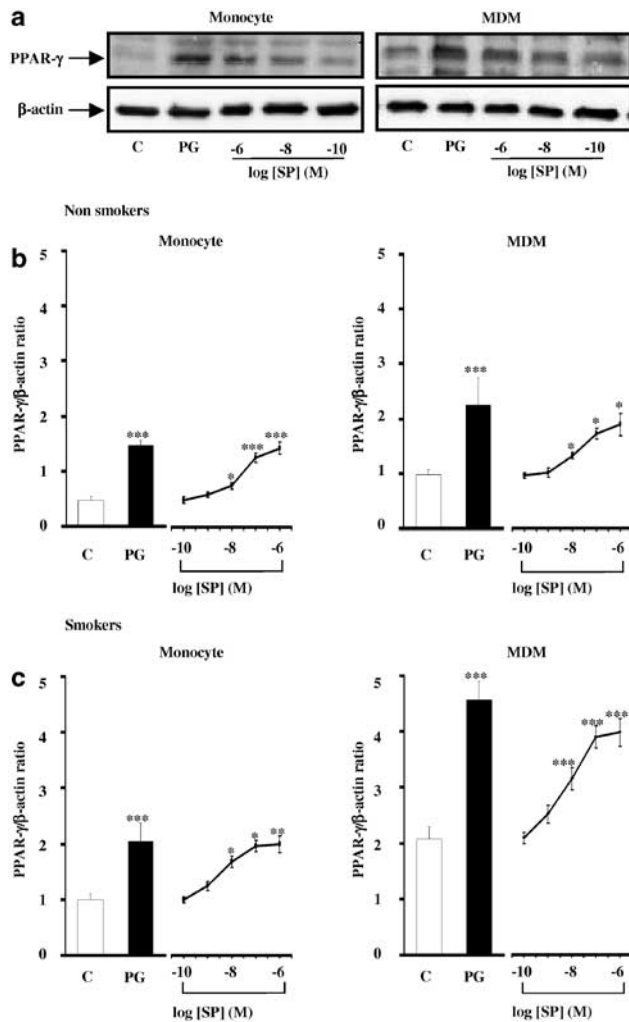 a
Monocyte MDM
PPAR-γ
β-actin
C PG -6 -8 -10 C PG -6 -8 -10
log [SP] (M) log [SP] (M)
Non smokers
b
Monocyte MDM
PPAR-γ/β-actin ratio
5
4
3
2
1
0
***
* *** ***
C PG -10 -8 -6
log [SP] (M)
PPAR-γ/β-actin ratio
5
4
3
2
1
0
***
* * *
C PG -10 -8 -6
log [SP] (M)
Smokers
c
Monocyte MDM
PPAR-γ/β-actin ratio
5
4
3
2
1
0
***
* * **
C PG -10 -8 -6
log [SP] (M)
PPAR-γ/β-actin ratio
5
4
3
2
1
0
***
*** *** ***
C PG -10 -8 -6
log [SP] (M)